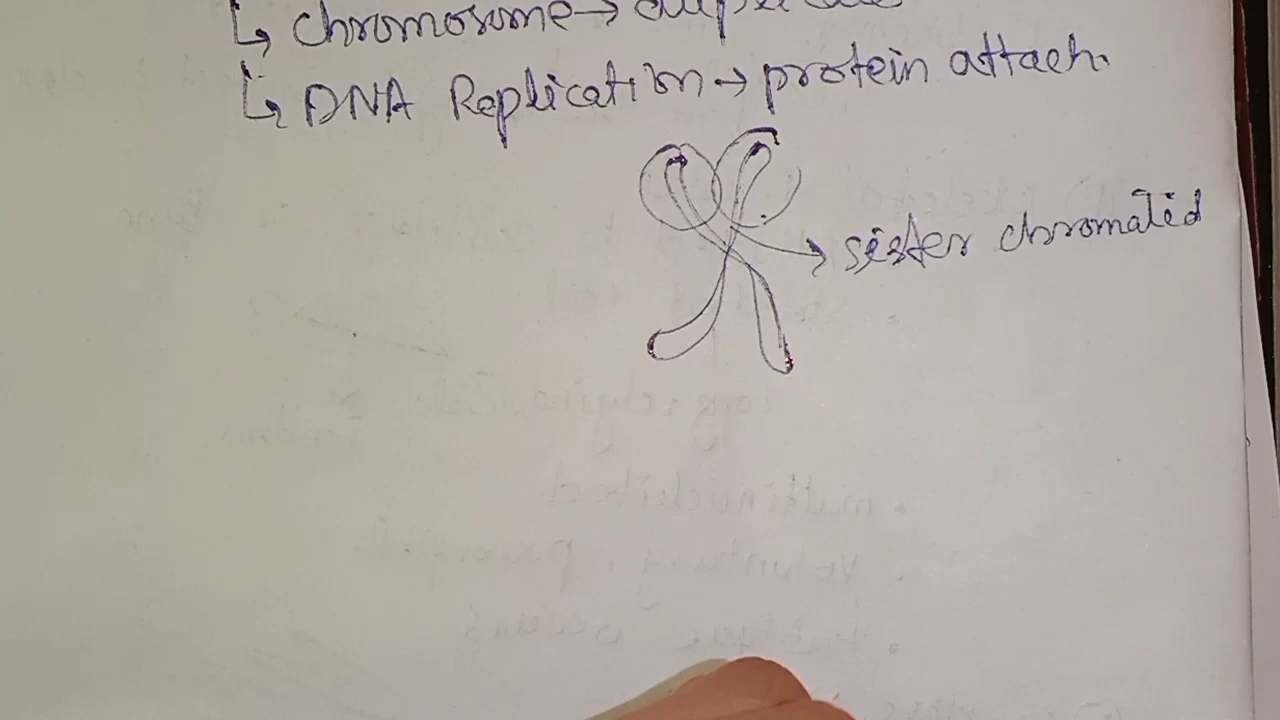 ↳ chromosome →
↳ DNA Replication → protein attach.
→ sister chromatid